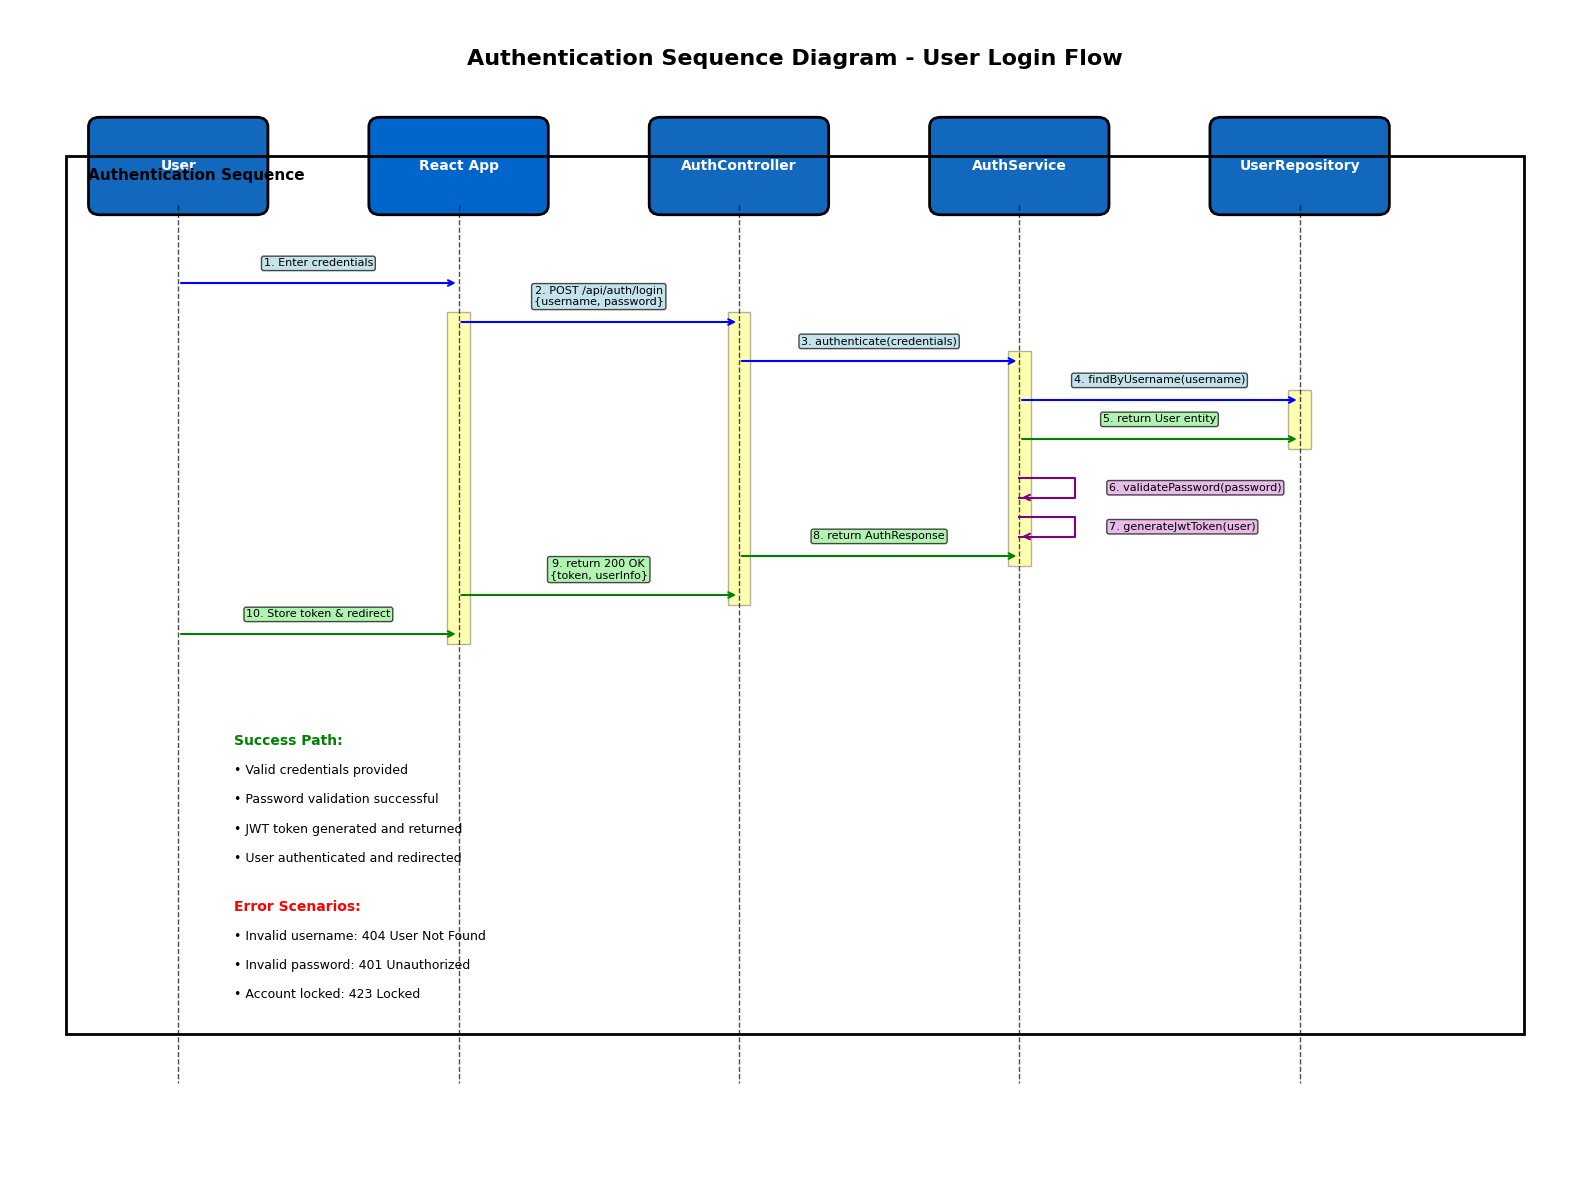 Authentication Sequence Diagram - User Login Flow
User
React App
AuthController
AuthService
UserRepository
Authentication Sequence
1. Enter credentials
2. POST /api/auth/login
{username, password}
3. authenticate(credentials)
4. findByUsername(username)
5. return User entity
6. validatePassword(password)
7. generateJwtToken(user)
8. return AuthResponse
9. return 200 OK
{token, userInfo}
10. Store token & redirect
Success Path:
• Valid credentials provided
• Password validation successful
• JWT token generated and returned
• User authenticated and redirected
Error Scenarios:
• Invalid username: 404 User Not Found
• Invalid password: 401 Unauthorized
• Account locked: 423 Locked